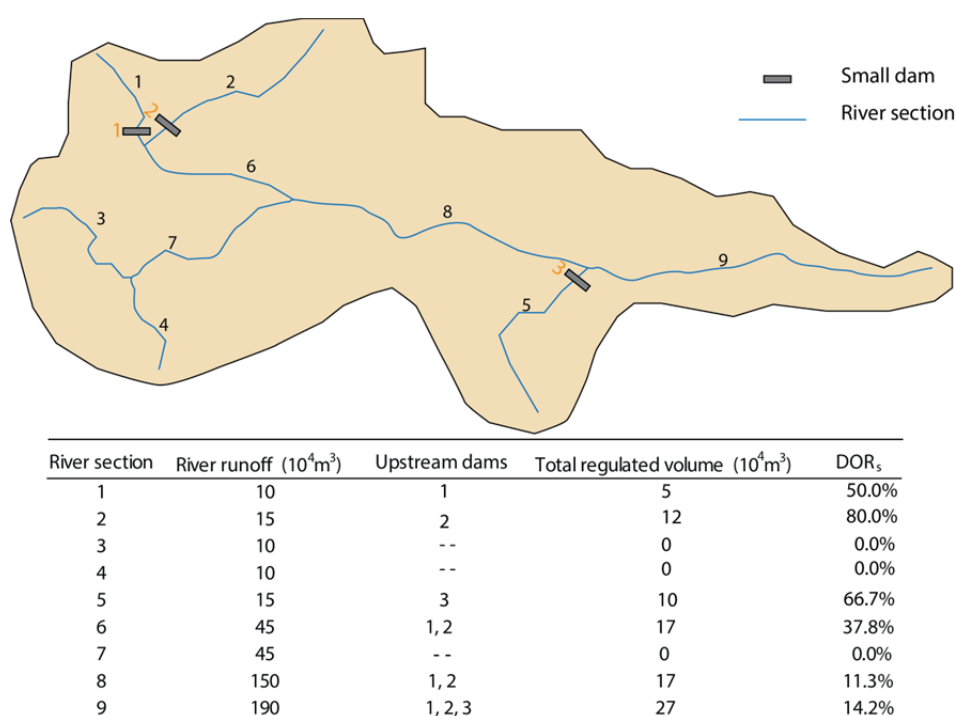 1
2
Small dam
2
1
River section
6
3
8
7
9
3
5
4
River section River runoff (10⁴m³) Upstream dams Total regulated volume (10⁴m³) DORₛ
1 10 1 5 50.0%
2 15 2 12 80.0%
3 10 -- 0 0.0%
4 10 -- 0 0.0%
5 15 3 10 66.7%
6 45 1, 2 17 37.8%
7 45 -- 0 0.0%
8 150 1, 2 17 11.3%
9 190 1, 2, 3 27 14.2%